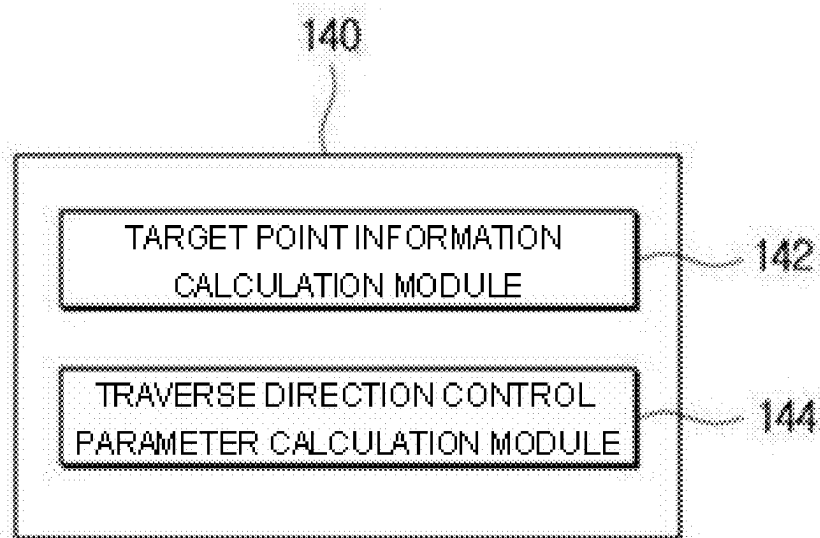 140
TARGET POINT INFORMATION
CALCULATION MODULE
142
TRAVERSE DIRECTION CONTROL
PARAMETER CALCULATION MODULE
144